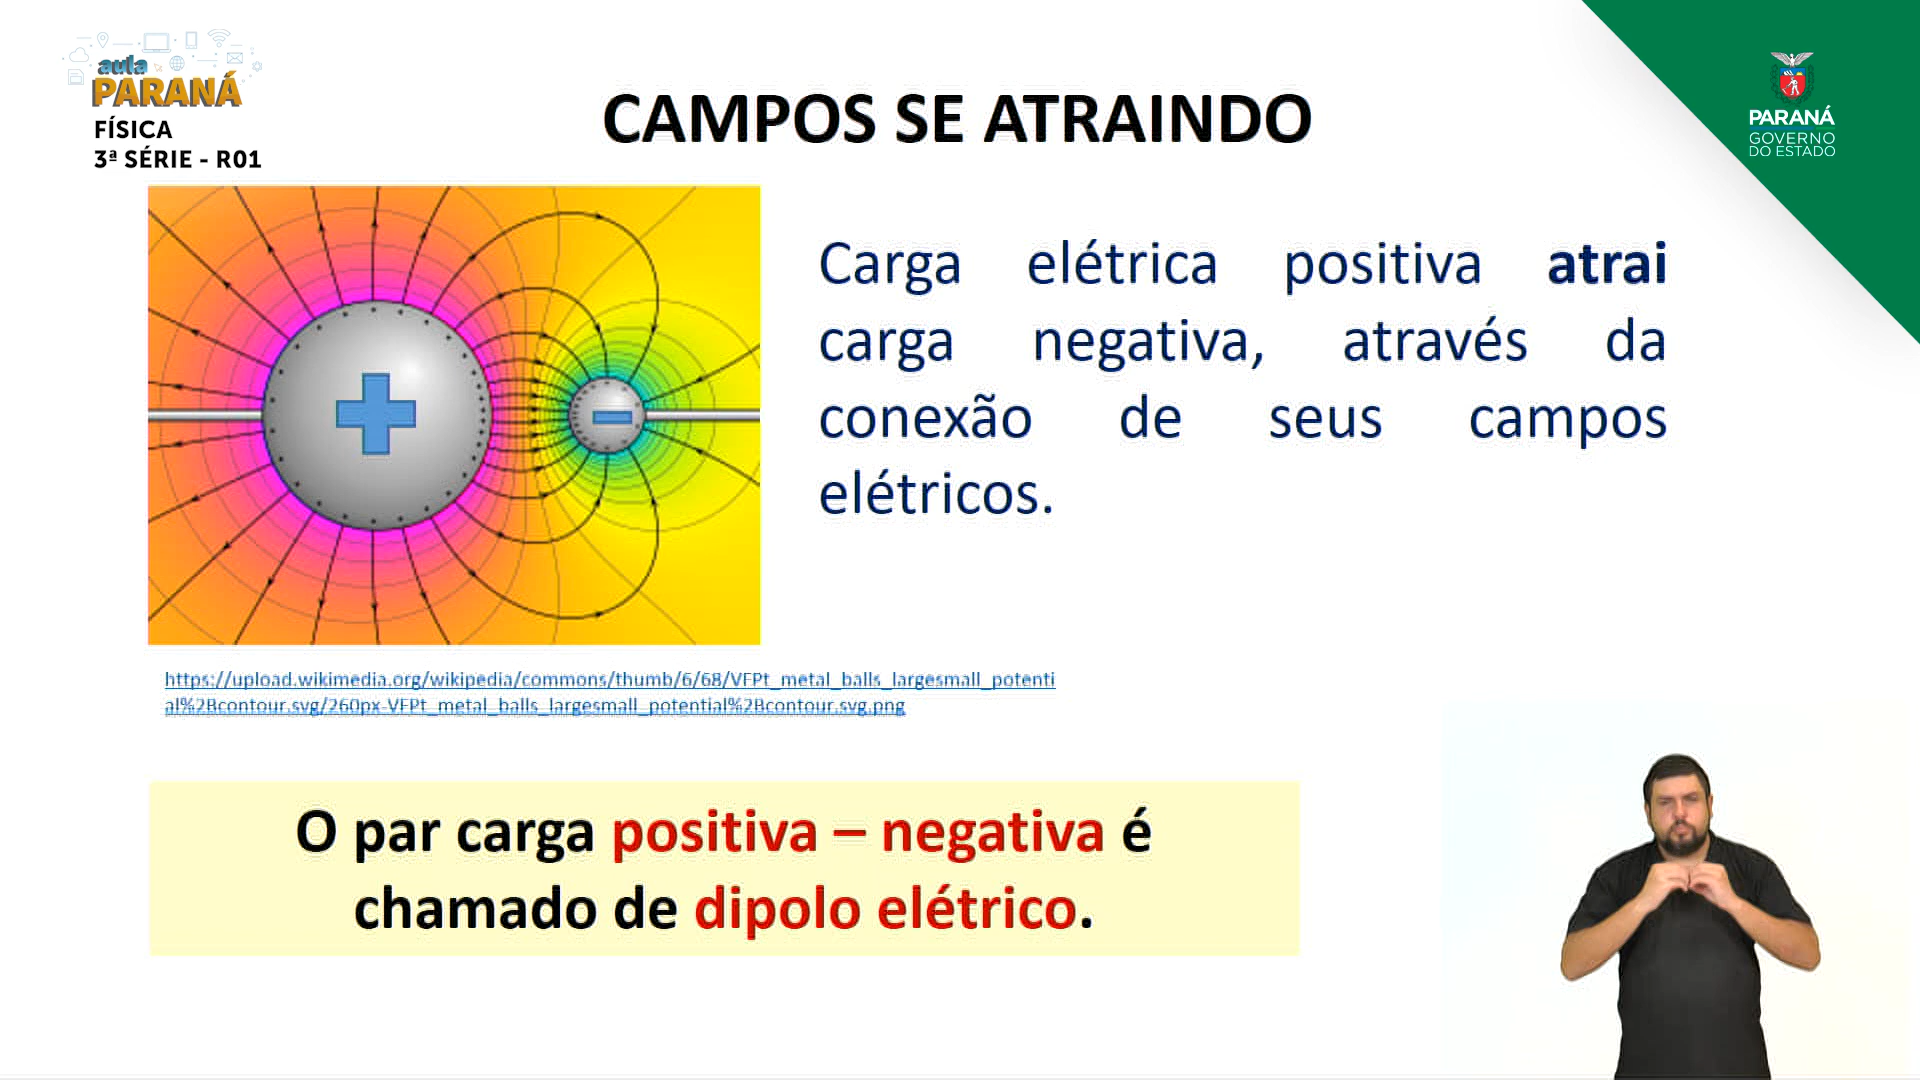 aula
PARANÁ
FÍSICA
3ª SÉRIE - R01
CAMPOS SE ATRAINDO
PARANÁ
GOVERNO
DO ESTADO
Carga elétrica positiva atrai
carga negativa, através da
conexão de seus campos
elétricos.
https://upload.wikimedia.org/wikipedia/commons/thumb/6/68/VFPt_metal_balls_largesmall_potenti
al%2Bcontour.svg/260px-VFPt_metal_balls_largesmall_potential%2Bcontour.svg.png
O par carga positiva – negativa é
chamado de dipolo elétrico.